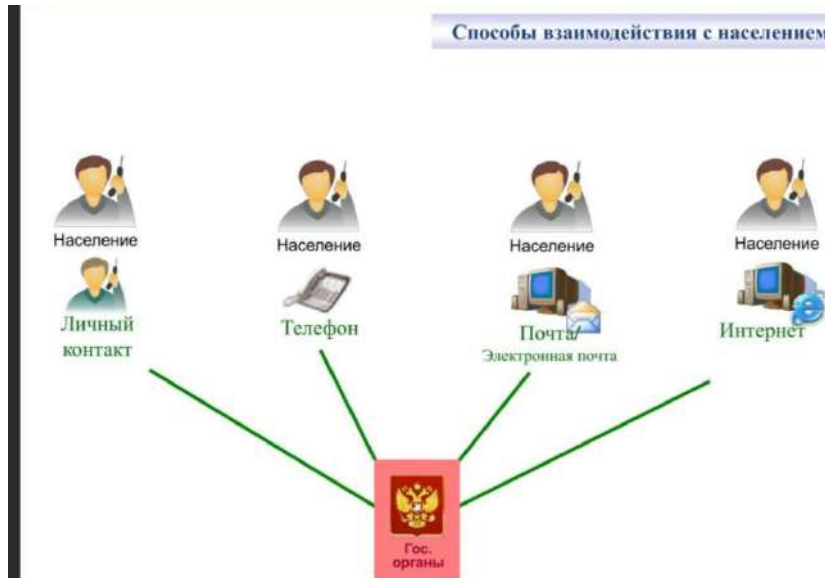 Способы взаимодействия с населением
Население
Население
Население
Население
Личный
контакт
Телефон
Почта/
Электронная почта
Интернет
Гос.
органы